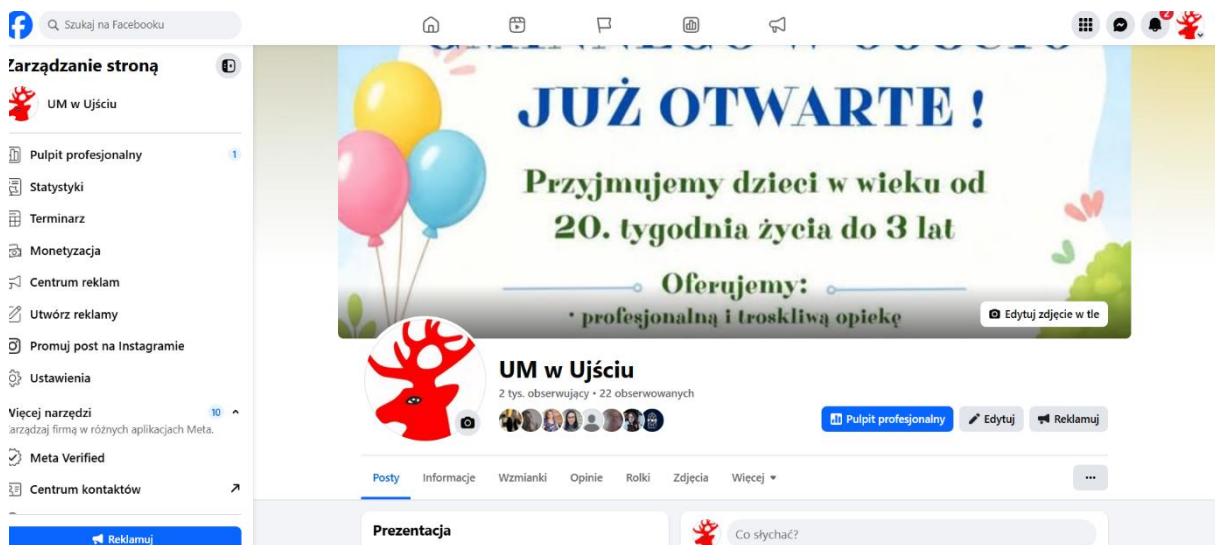 Szukaj na Facebooku
2
Zarządzanie stroną
UM w Ujściu
Pulpit profesjonalny
1
Statystyki
Terminarz
Monetyzacja
Centrum reklam
Utwórz reklamy
Promuj post na Instagramie
Ustawienia
Więcej narzędzi
10
Zarządzaj firmą w różnych aplikacjach Meta.
Meta Verified
Centrum kontaktów
Reklamuj
GMINNEGO W UJŚCIU
JUŻ OTWARTE !
Przyjmujemy dzieci w wieku od
20. tygodnia życia do 3 lat
Oferujemy:
• profesjonalną i troskliwą opiekę
Edytuj zdjęcie w tle
UM w Ujściu
2 tys. obserwujący • 22 obserwowanych
Pulpit profesjonalny
Edytuj
Reklamuj
Posty Informacje Wzmianki Opinie Rolki Zdjęcia Więcej
Prezentacja
Co słychać?